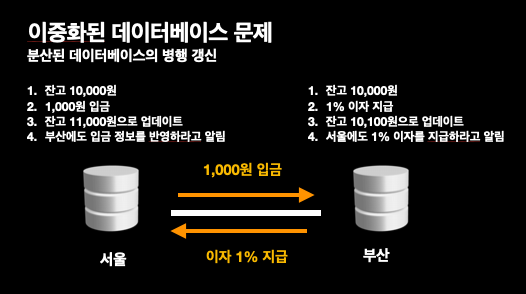 이중화된 데이터베이스 문제
분산된 데이터베이스의 병행 갱신
1. 잔고 10,000원
2. 1,000원 입금
3. 잔고 11,000원으로 업데이트
4. 부산에도 입금 정보를 반영하라고 알림
1. 잔고 10,000원
2. 1% 이자 지급
3. 잔고 10,100원으로 업데이트
4. 서울에도 1% 이자를 지급하라고 알림
1,000원 입금
이자 1% 지급
서울
부산